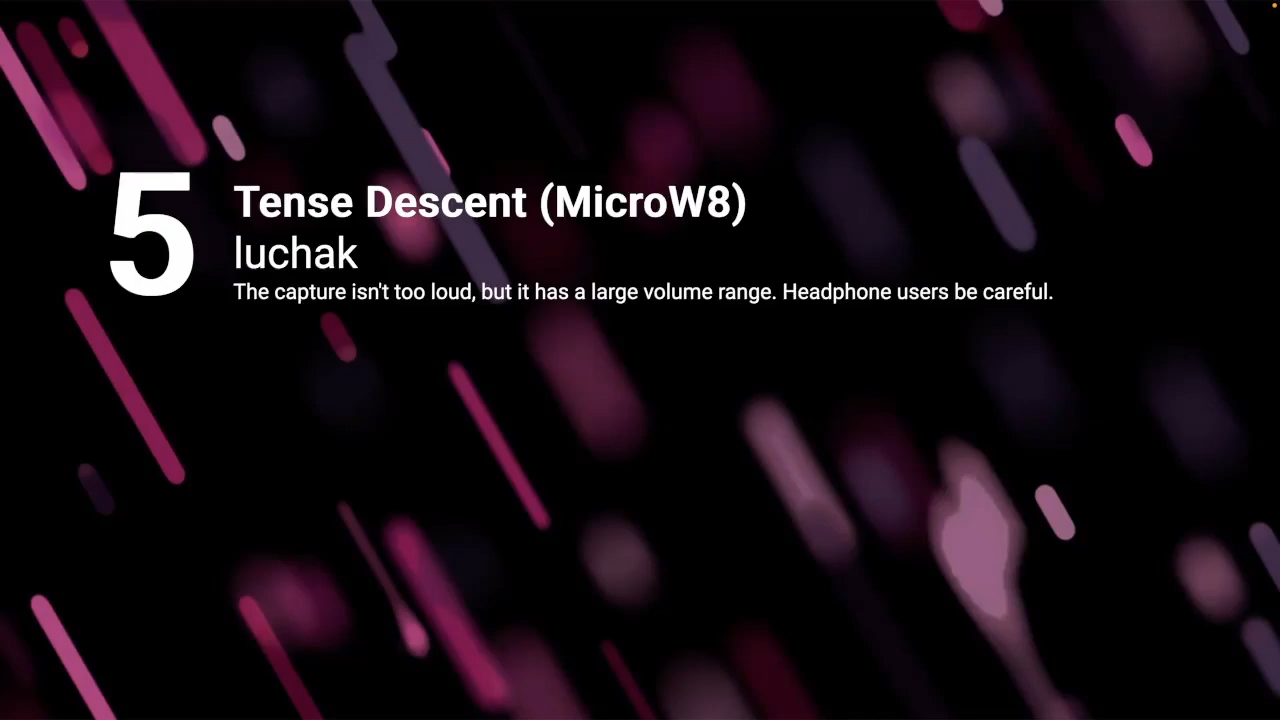 5
Tense Descent (MicroW8)
luchak
The capture isn't too loud, but it has a large volume range. Headphone users be careful.